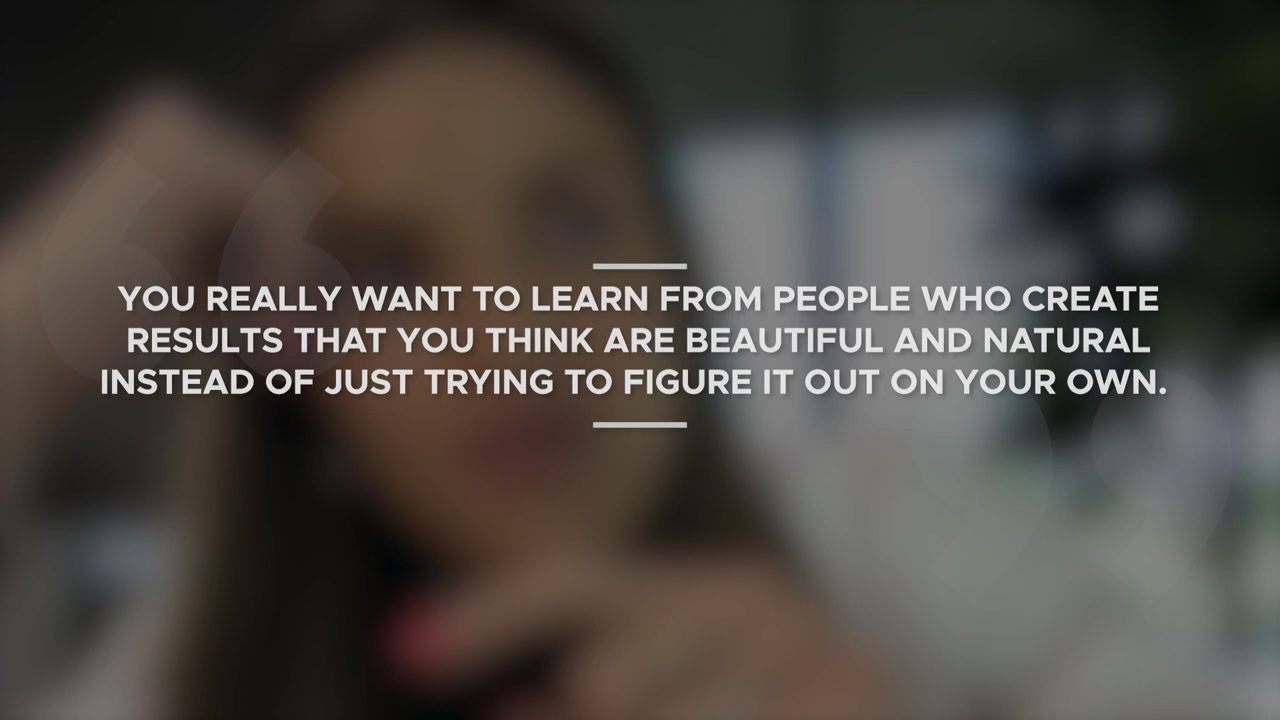 YOU REALLY WANT TO LEARN FROM PEOPLE WHO CREATE
RESULTS THAT YOU THINK ARE BEAUTIFUL AND NATURAL
INSTEAD OF JUST TRYING TO FIGURE IT OUT ON YOUR OWN.